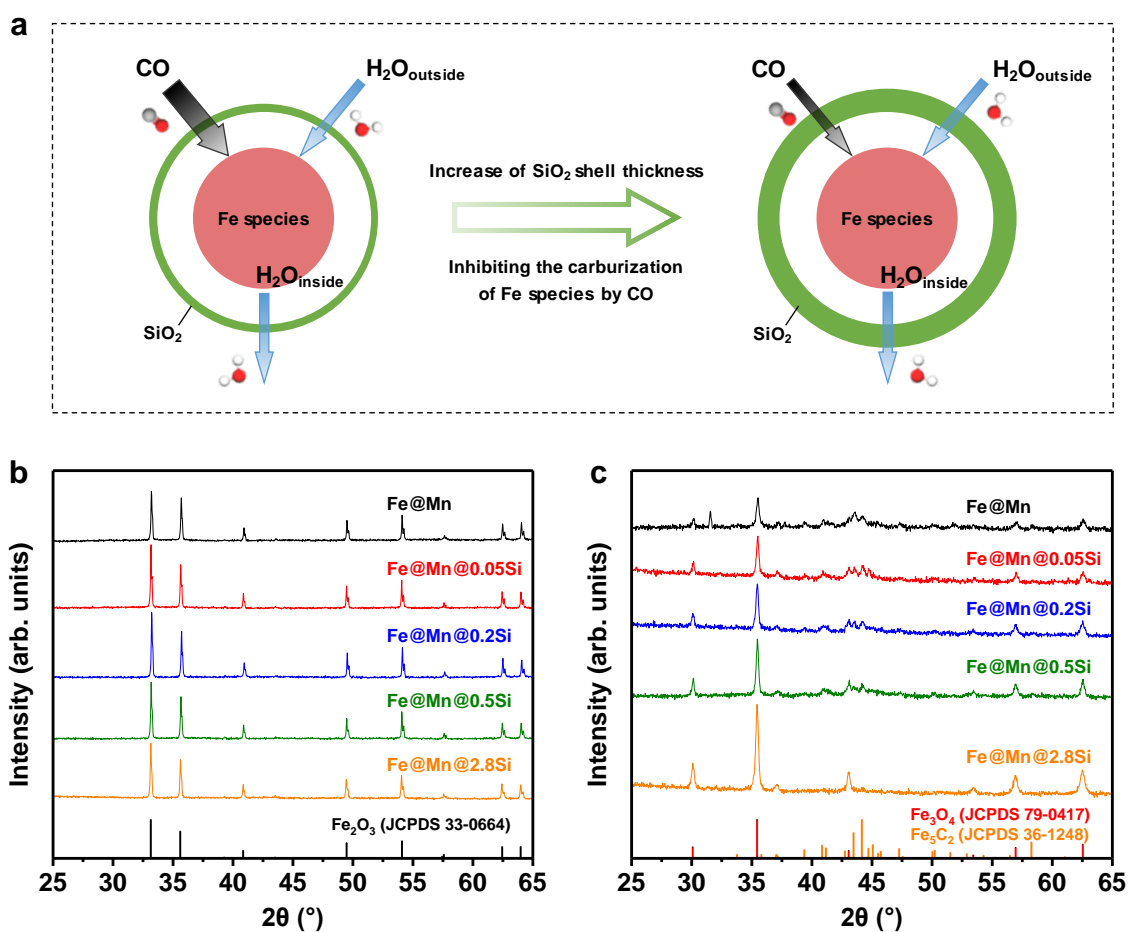 a
CO
H₂Ooutside
Fe species
H₂Oinside
SiO₂
Increase of SiO₂ shell thickness
Inhibiting the carburization
of Fe species by CO
CO
H₂Ooutside
Fe species
H₂Oinside
SiO₂
b
Intensity (arb. units)
Fe@Mn
Fe@Mn@0.05Si
Fe@Mn@0.2Si
Fe@Mn@0.5Si
Fe@Mn@2.8Si
Fe₂O₃ (JCPDS 33-0664)
25 30 35 40 45 50 55 60 65
2θ (°)
c
Intensity (arb. units)
Fe@Mn
Fe@Mn@0.05Si
Fe@Mn@0.2Si
Fe@Mn@0.5Si
Fe@Mn@2.8Si
Fe₃O₄ (JCPDS 79-0417)
Fe₅C₂ (JCPDS 36-1248)
25 30 35 40 45 50 55 60 65
2θ (°)